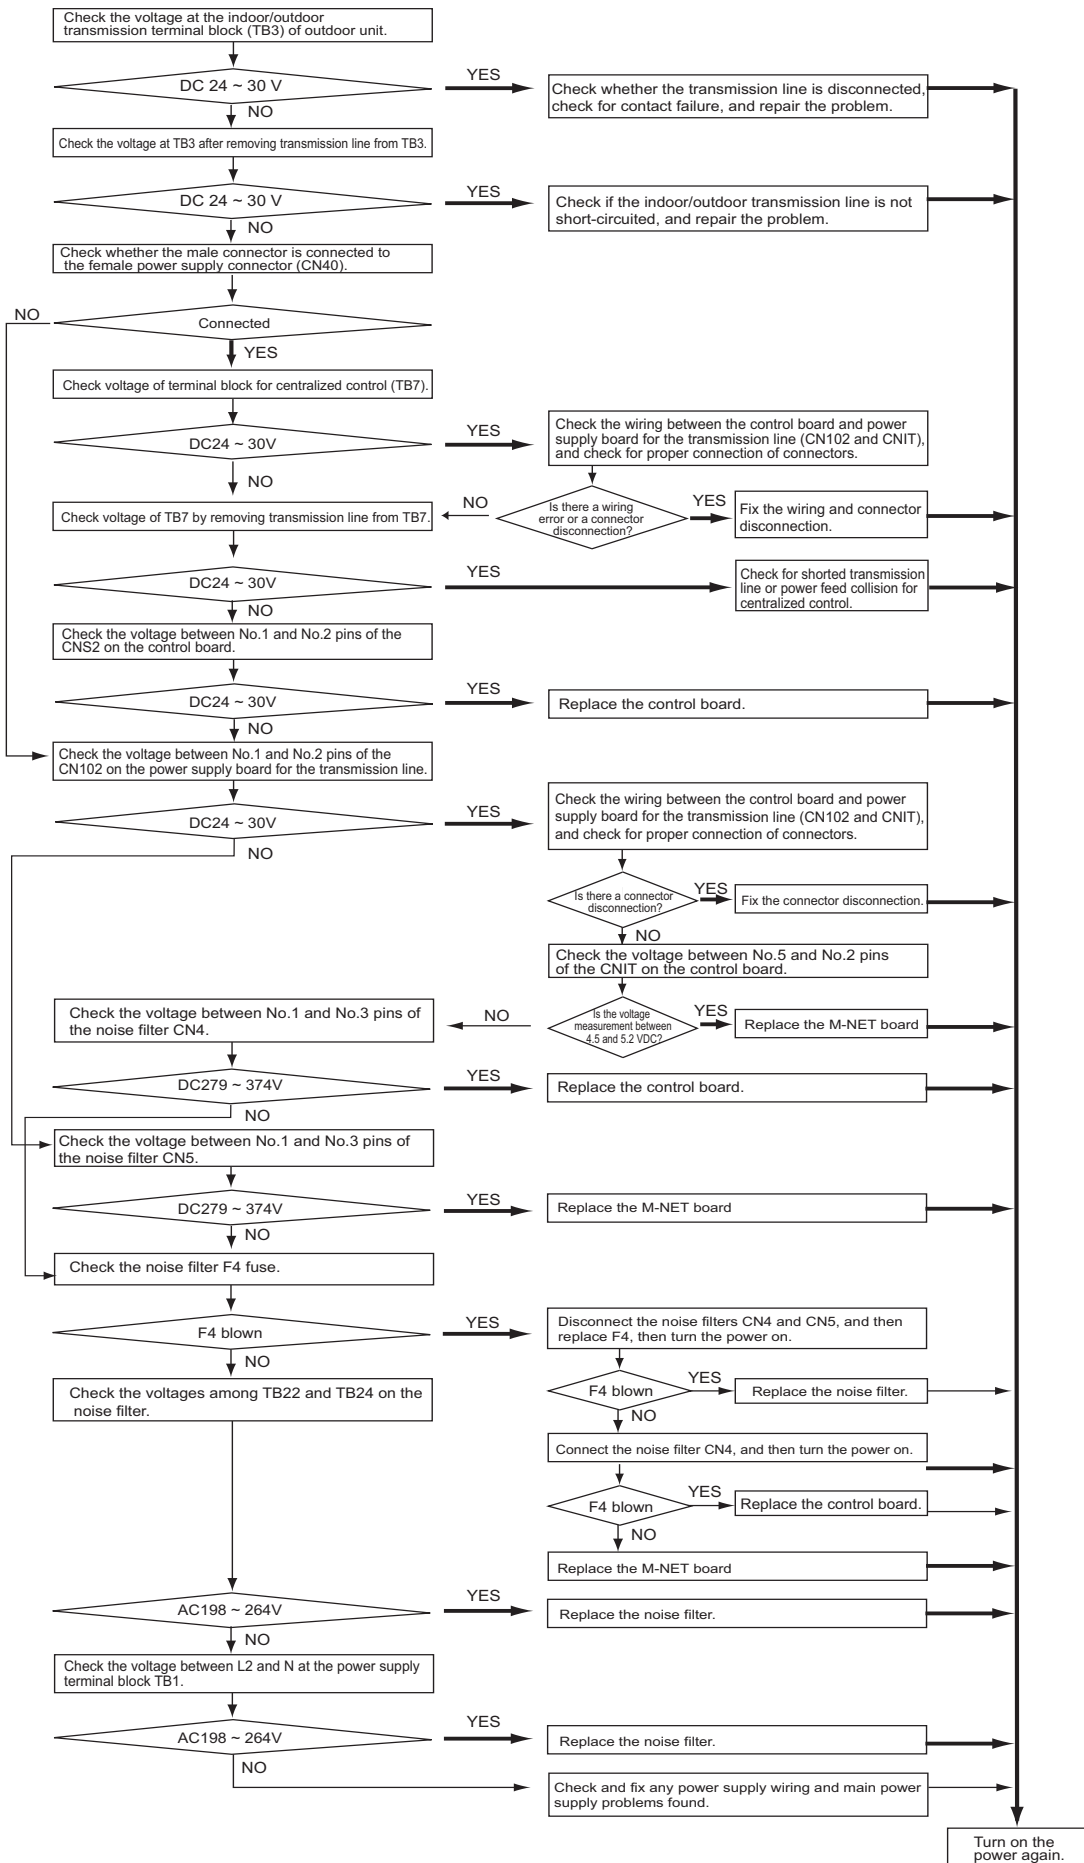 Check the voltage at the indoor/outdoor
transmission terminal block (TB3) of outdoor unit.
DC 24 ~ 30 V
YES
Check whether the transmission line is disconnected,
check for contact failure, and repair the problem.
NO
Check the voltage at TB3 after removing transmission line from TB3.
DC 24 ~ 30 V
YES
Check if the indoor/outdoor transmission line is not
short-circuited, and repair the problem.
NO
Check whether the male connector is connected to
the female power supply connector (CN40).
NO
Connected
YES
Check voltage of terminal block for centralized control (TB7).
DC24 ~ 30V
YES
Check the wiring between the control board and power
supply board for the transmission line (CN102 and CNIT),
and check for proper connection of connectors.
NO
Check voltage of TB7 by removing transmission line from TB7.
NO
Is there a wiring
error or a connector
disconnection?
YES
Fix the wiring and connector
disconnection.
DC24 ~ 30V
YES
Check for shorted transmission
line or power feed collision for
centralized control.
NO
Check the voltage between No.1 and No.2 pins of the
CNS2 on the control board.
DC24 ~ 30V
YES
Replace the control board.
NO
Check the voltage between No.1 and No.2 pins of the
CN102 on the power supply board for the transmission line.
DC24 ~ 30V
YES
Check the wiring between the control board and power
supply board for the transmission line (CN102 and CNIT),
and check for proper connection of connectors.
NO
Is there a connector
disconnection?
YES
Fix the connector disconnection.
NO
Check the voltage between No.5 and No.2 pins
of the CNIT on the control board.
Is the voltage
measurement between
4.5 and 5.2 VDC?
YES
Replace the M-NET board
NO
Check the voltage between No.1 and No.3 pins of
the noise filter CN4.
DC279 ~ 374V
YES
Replace the control board.
NO
Check the voltage between No.1 and No.3 pins of
the noise filter CN5.
DC279 ~ 374V
YES
Replace the M-NET board
NO
Check the noise filter F4 fuse.
F4 blown
YES
Disconnect the noise filters CN4 and CN5, and then
replace F4, then turn the power on.
NO
Check the voltages among TB22 and TB24 on the
noise filter.
F4 blown
YES
Replace the noise filter.
NO
Connect the noise filter CN4, and then turn the power on.
F4 blown
YES
Replace the control board.
NO
Replace the M-NET board
AC198 ~ 264V
YES
Replace the noise filter.
NO
Check the voltage between L2 and N at the power supply
terminal block TB1.
AC198 ~ 264V
YES
Replace the noise filter.
NO
Check and fix any power supply wiring and main power
supply problems found.
Turn on the
power again.